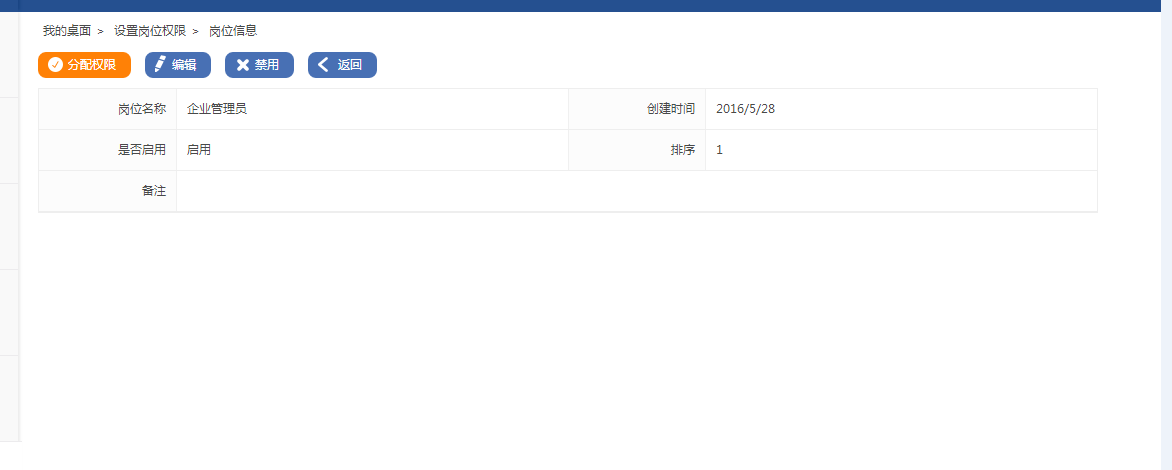 我的桌面 > 设置岗位权限 > 岗位信息
分配权限 编辑 禁用 返回
岗位名称 企业管理员 创建时间 2016/5/28
是否启用 启用 排序 1
备注